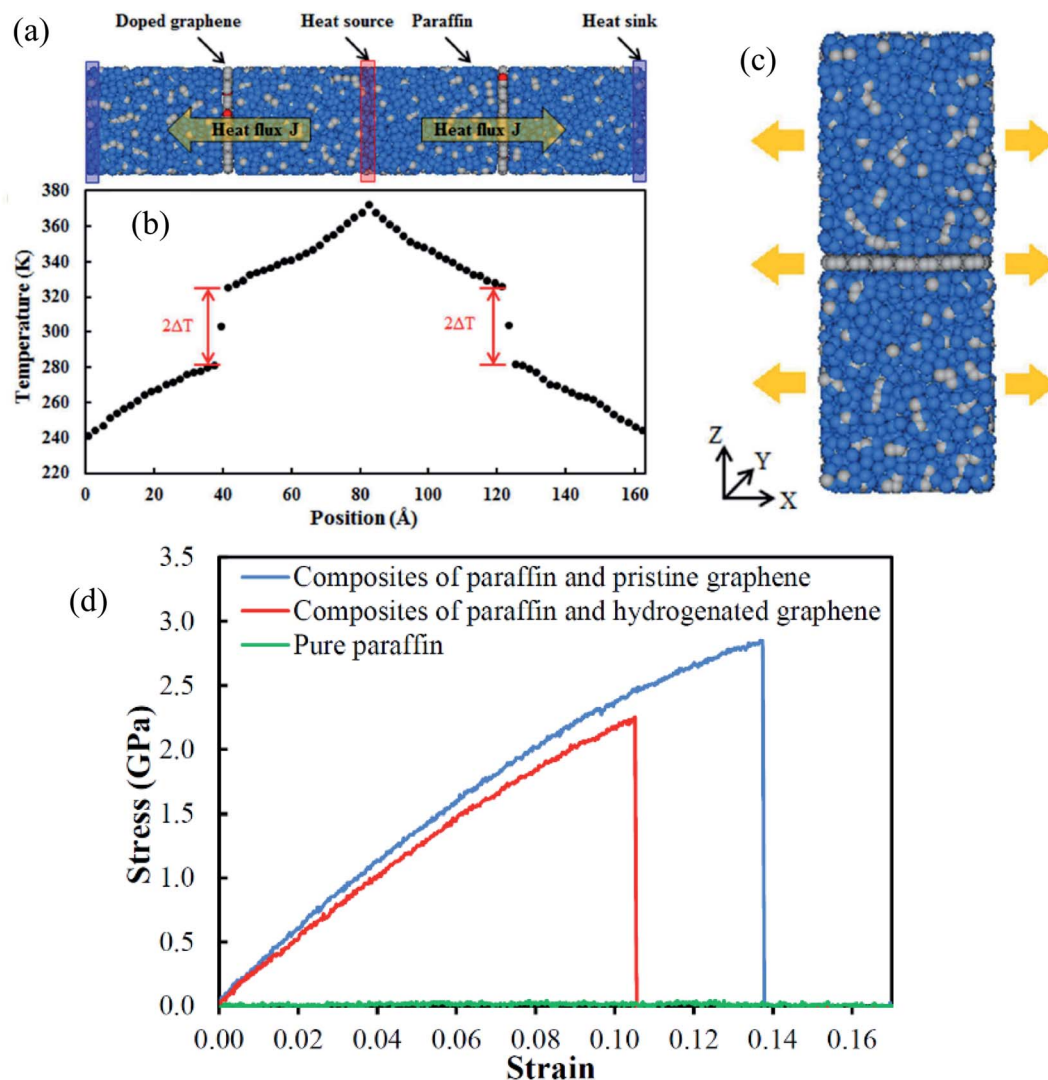 (a)
Doped graphene
Heat source
Paraffin
Heat sink
Heat flux J
Heat flux J
(b)
Temperature (K)
380
360
340
320
300
280
260
240
220
2ΔT
2ΔT
0 20 40 60 80 100 120 140 160
Position (Å)
(c)
Z
Y
X
(d)
Stress (GPa)
3.5
3.0
2.5
2.0
1.5
1.0
0.5
0.0
Composites of paraffin and pristine graphene
Composites of paraffin and hydrogenated graphene
Pure paraffin
0.00 0.02 0.04 0.06 0.08 0.10 0.12 0.14 0.16
Strain